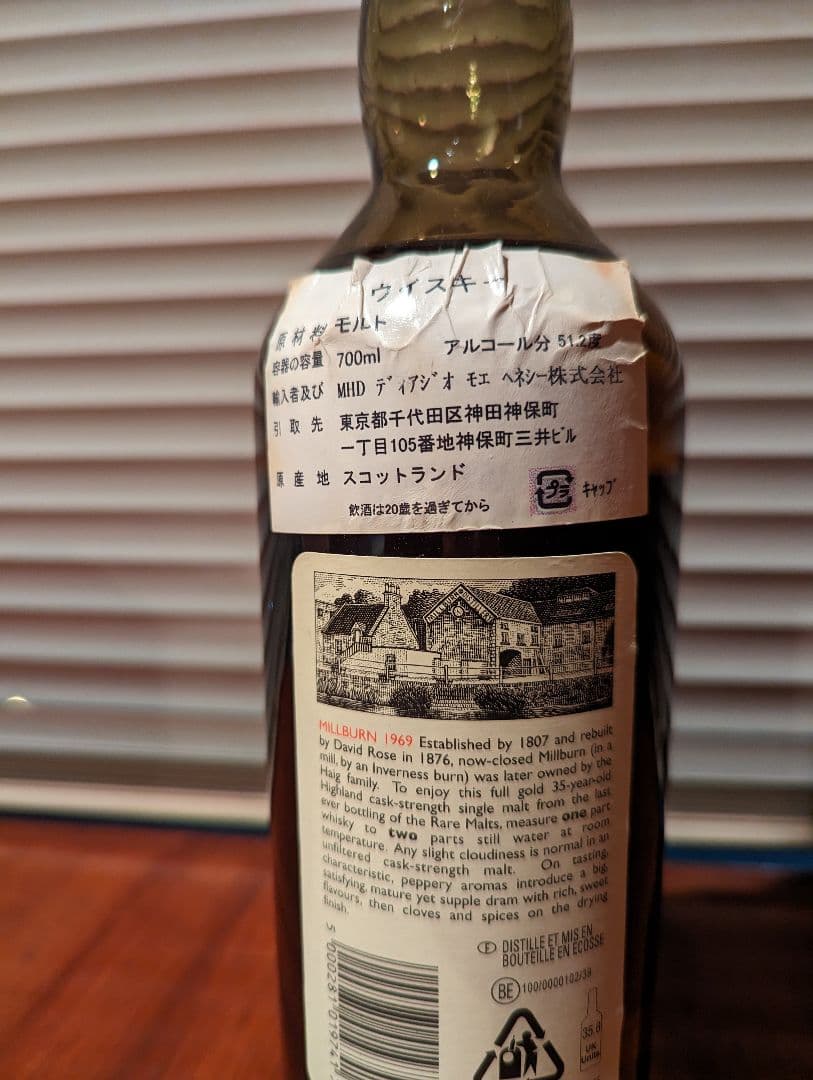 ウイスキー
原材料 モルト
容器の容量 700ml アルコール分 51.2度
輸入者及び MHD ディアジオ モエ ヘネシー株式会社
引取先 東京都千代田区神田神保町
一丁目105番地神保町三井ビル
原産地 スコットランド
プラ キャップ
飲酒は20歳を過ぎてから
MILLBURN 1969 Established by 1807 and rebuilt
by David Rose in 1876, now-closed Millburn (in a
mill, by an Inverness burn) was later owned by the
Haig family. To enjoy this full gold 35-year-old
Highland cask-strength single malt from the last
ever bottling of the Rare Malts, measure one part
whisky to two parts still water at room
temperature. Any slight cloudiness is normal in an
unfiltered cask-strength malt. On tasting,
characteristic, peppery aromas introduce a big,
satisfying, mature yet supple dram with rich, sweet
flavours, then cloves and spices on the drying
finish.
F DISTILLE ET MIS EN
BOUTEILLE EN ECOSSE
BE 100/0000102/39
35.8
UK
Units
5 000281 01974